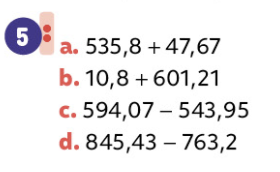 5
a. 535,8 + 47,67
b. 10,8 + 601,21
c. 594,07 – 543,95
d. 845,43 – 763,2